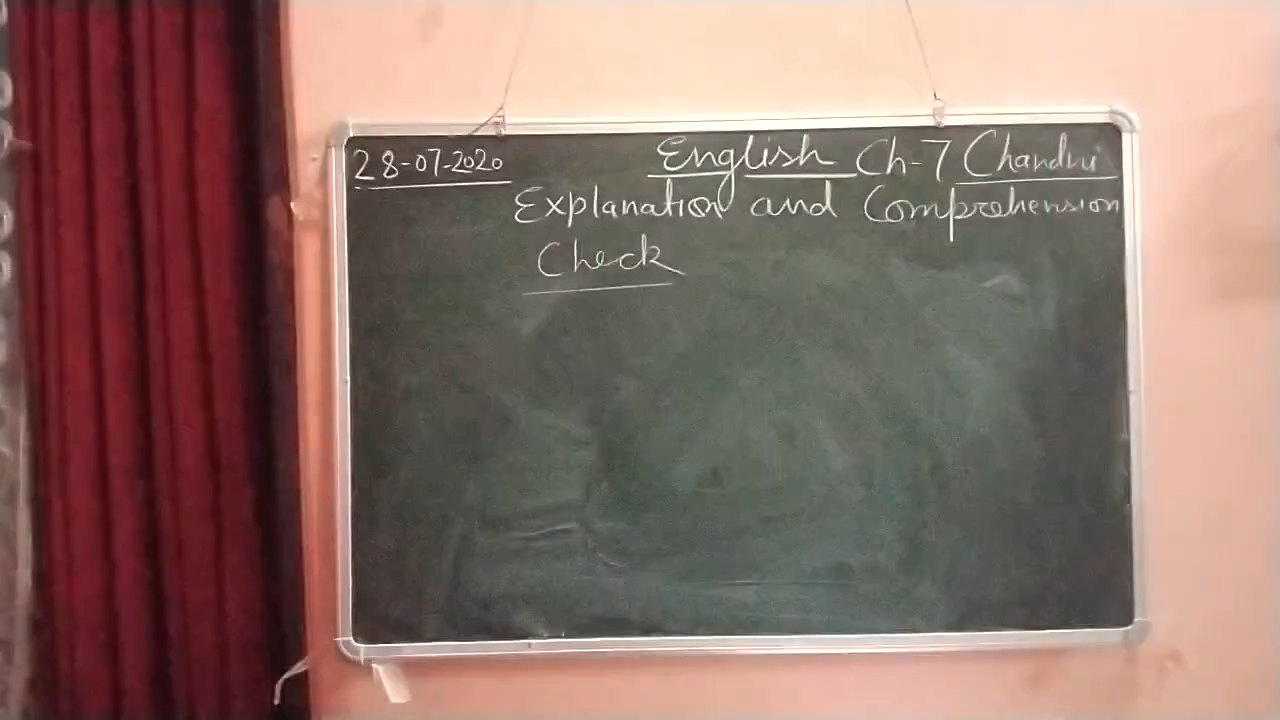 28-07-2020 English Ch-7 Chandni
Explanation and Comprehension
Check